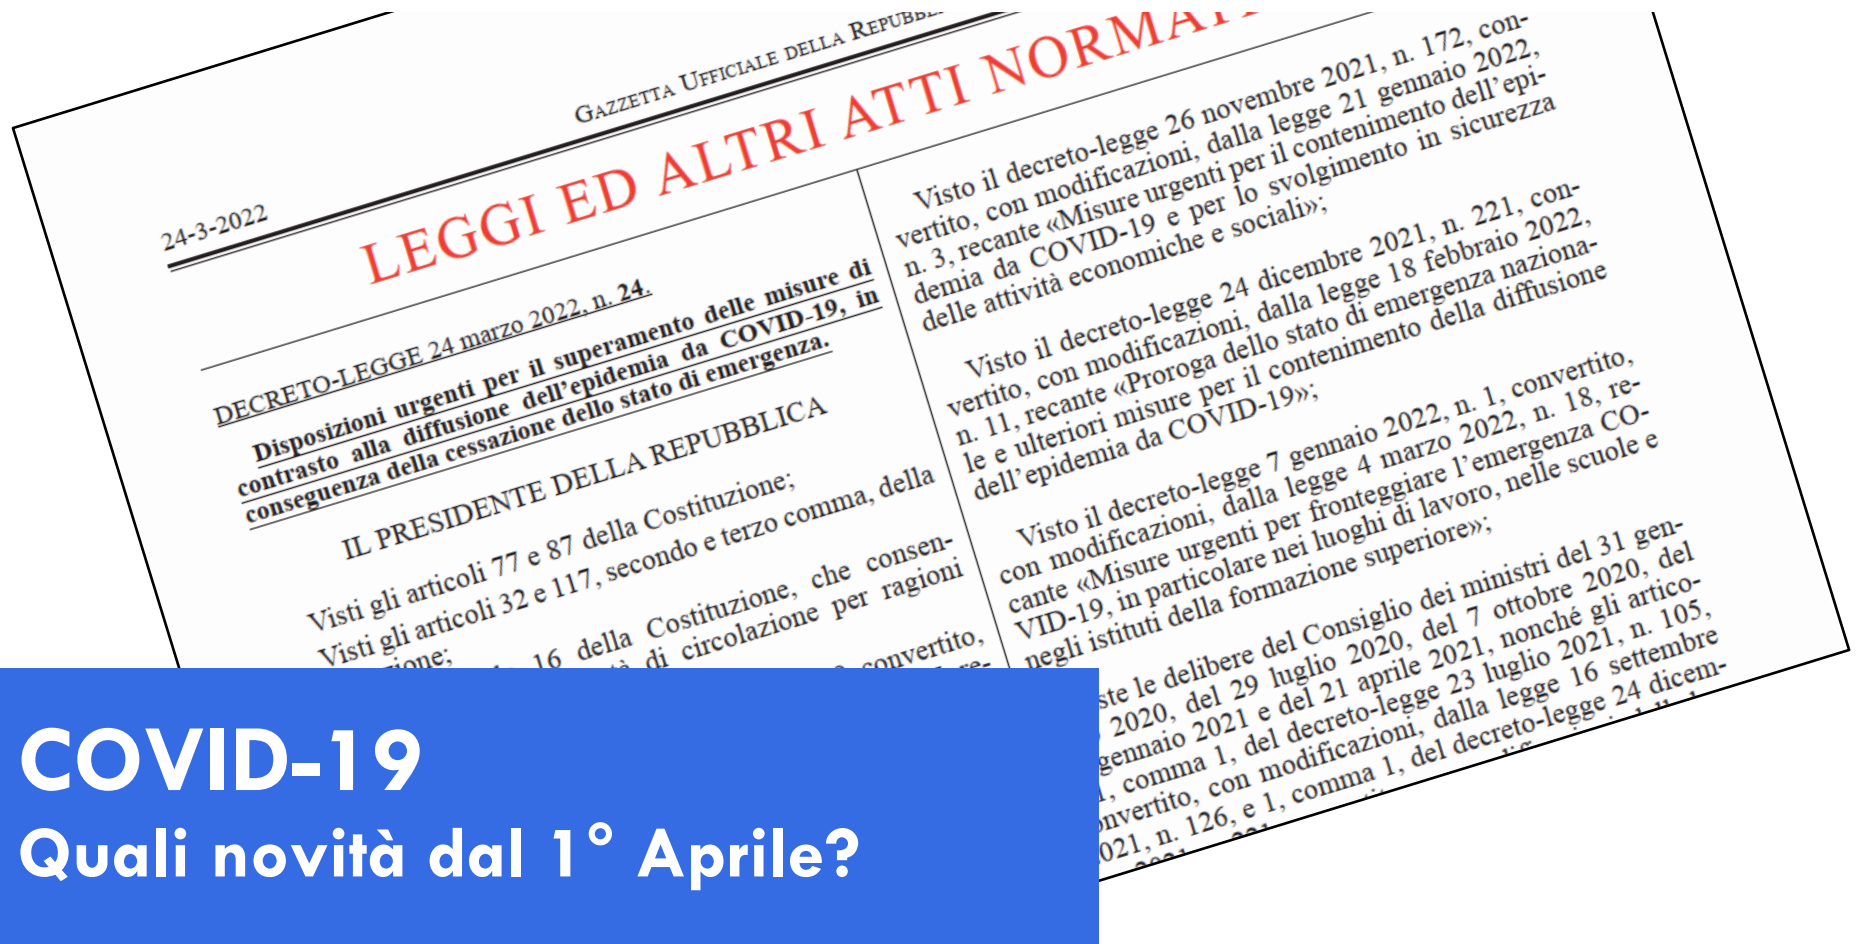 24-3-2022
GAZZETTA UFFICIALE DELLA
LEGGI ED ALTRI ATTI
DECRETO-LEGGE 24 marzo 2022, n. 24.
Disposizioni urgenti per il superamento delle misure di
contrasto alla diffusione dell'epidemia da COVID-19, in
conseguenza della cessazione dello stato di emergenza.
IL PRESIDENTE DELLA REPUBBLICA
Visti gli articoli 77 e 87 della Costituzione;
Visti gli articoli 32 e 117, secondo e terzo comma, della
16 della Costituzione, che consen-
di circolazione per ragioni
convertito,
Visto il decreto-legge 26 novembre 2021, n. 172, con-
vertito, con modificazioni, dalla legge 21 gennaio 2022,
n. 3, recante «Misure urgenti per il contenimento dell'epi-
demia da COVID-19 e per lo svolgimento in sicurezza
delle attività economiche e sociali»;
Visto il decreto-legge 24 dicembre 2021, n. 221, con-
vertito, con modificazioni, dalla legge 18 febbraio 2022,
n. 11, recante «Proroga dello stato di emergenza naziona-
le e ulteriori misure per il contenimento della diffusione
dell'epidemia da COVID-19»;
Visto il decreto-legge 7 gennaio 2022, n. 1, convertito,
con modificazioni, dalla legge 4 marzo 2022, n. 18, re-
cante «Misure urgenti per fronteggiare l'emergenza CO-
VID-19, in particolare nei luoghi di lavoro, nelle scuole e
negli istituti della formazione superiore»;
le delibere del Consiglio dei ministri del 31 gen-
2020, del 29 luglio 2020, del 7 ottobre 2020, del
gennaio 2021 e del 21 aprile 2021, nonché gli artico-
, comma 1, del decreto-legge 23 luglio 2021, n. 105,
con modificazioni, dalla legge 16 settembre
n. 126, e 1, comma 1, del decreto-legge 24 dicem-
COVID-19
Quali novità dal 1° Aprile?